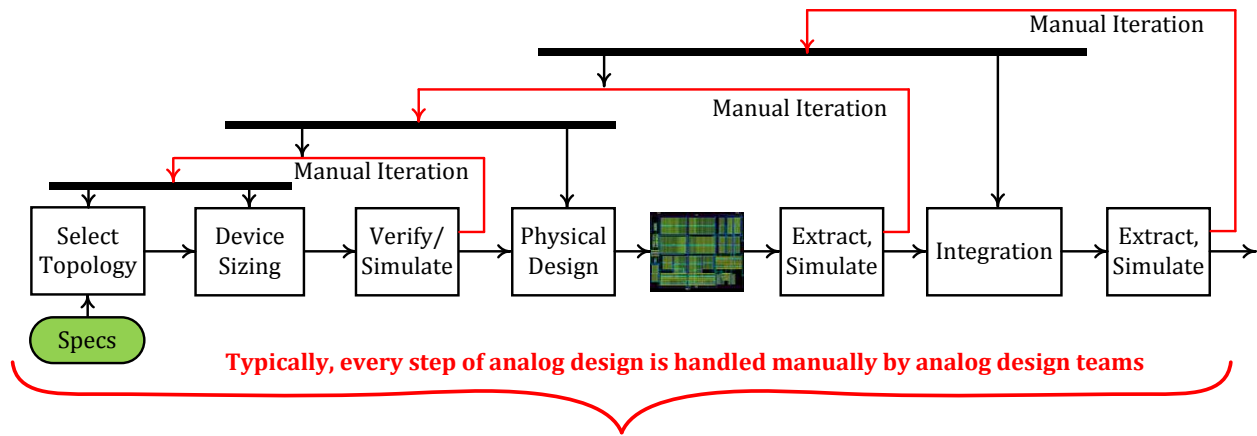 Manual Iteration
Manual Iteration
Manual Iteration
Select
Topology
Device
Sizing
Verify/
Simulate
Physical
Design
Extract,
Simulate
Integration
Extract,
Simulate
Specs
Typically, every step of analog design is handled manually by analog design teams